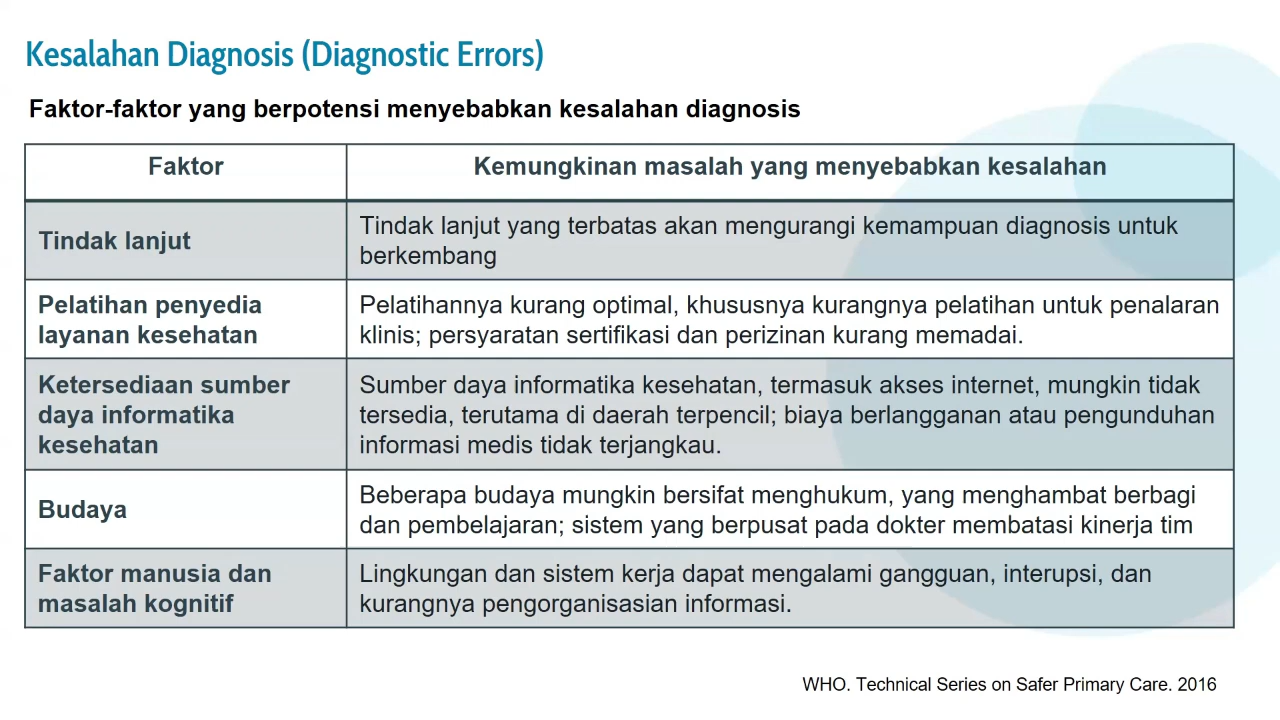 Kesalahan Diagnosis (Diagnostic Errors)
Faktor-faktor yang berpotensi menyebabkan kesalahan diagnosis
Faktor
Kemungkinan masalah yang menyebabkan kesalahan
Tindak lanjut
Tindak lanjut yang terbatas akan mengurangi kemampuan diagnosis untuk
berkembang
Pelatihan penyedia
layanan kesehatan
Pelatihannya kurang optimal, khususnya kurangnya pelatihan untuk penalaran
klinis; persyaratan sertifikasi dan perizinan kurang memadai.
Ketersediaan sumber
daya informatika
kesehatan
Sumber daya informatika kesehatan, termasuk akses internet, mungkin tidak
tersedia, terutama di daerah terpencil; biaya berlangganan atau pengunduhan
informasi medis tidak terjangkau.
Budaya
Beberapa budaya mungkin bersifat menghukum, yang menghambat berbagi
dan pembelajaran; sistem yang berpusat pada dokter membatasi kinerja tim
Faktor manusia dan
masalah kognitif
Lingkungan dan sistem kerja dapat mengalami gangguan, interupsi, dan
kurangnya pengorganisasian informasi.
WHO. Technical Series on Safer Primary Care. 2016